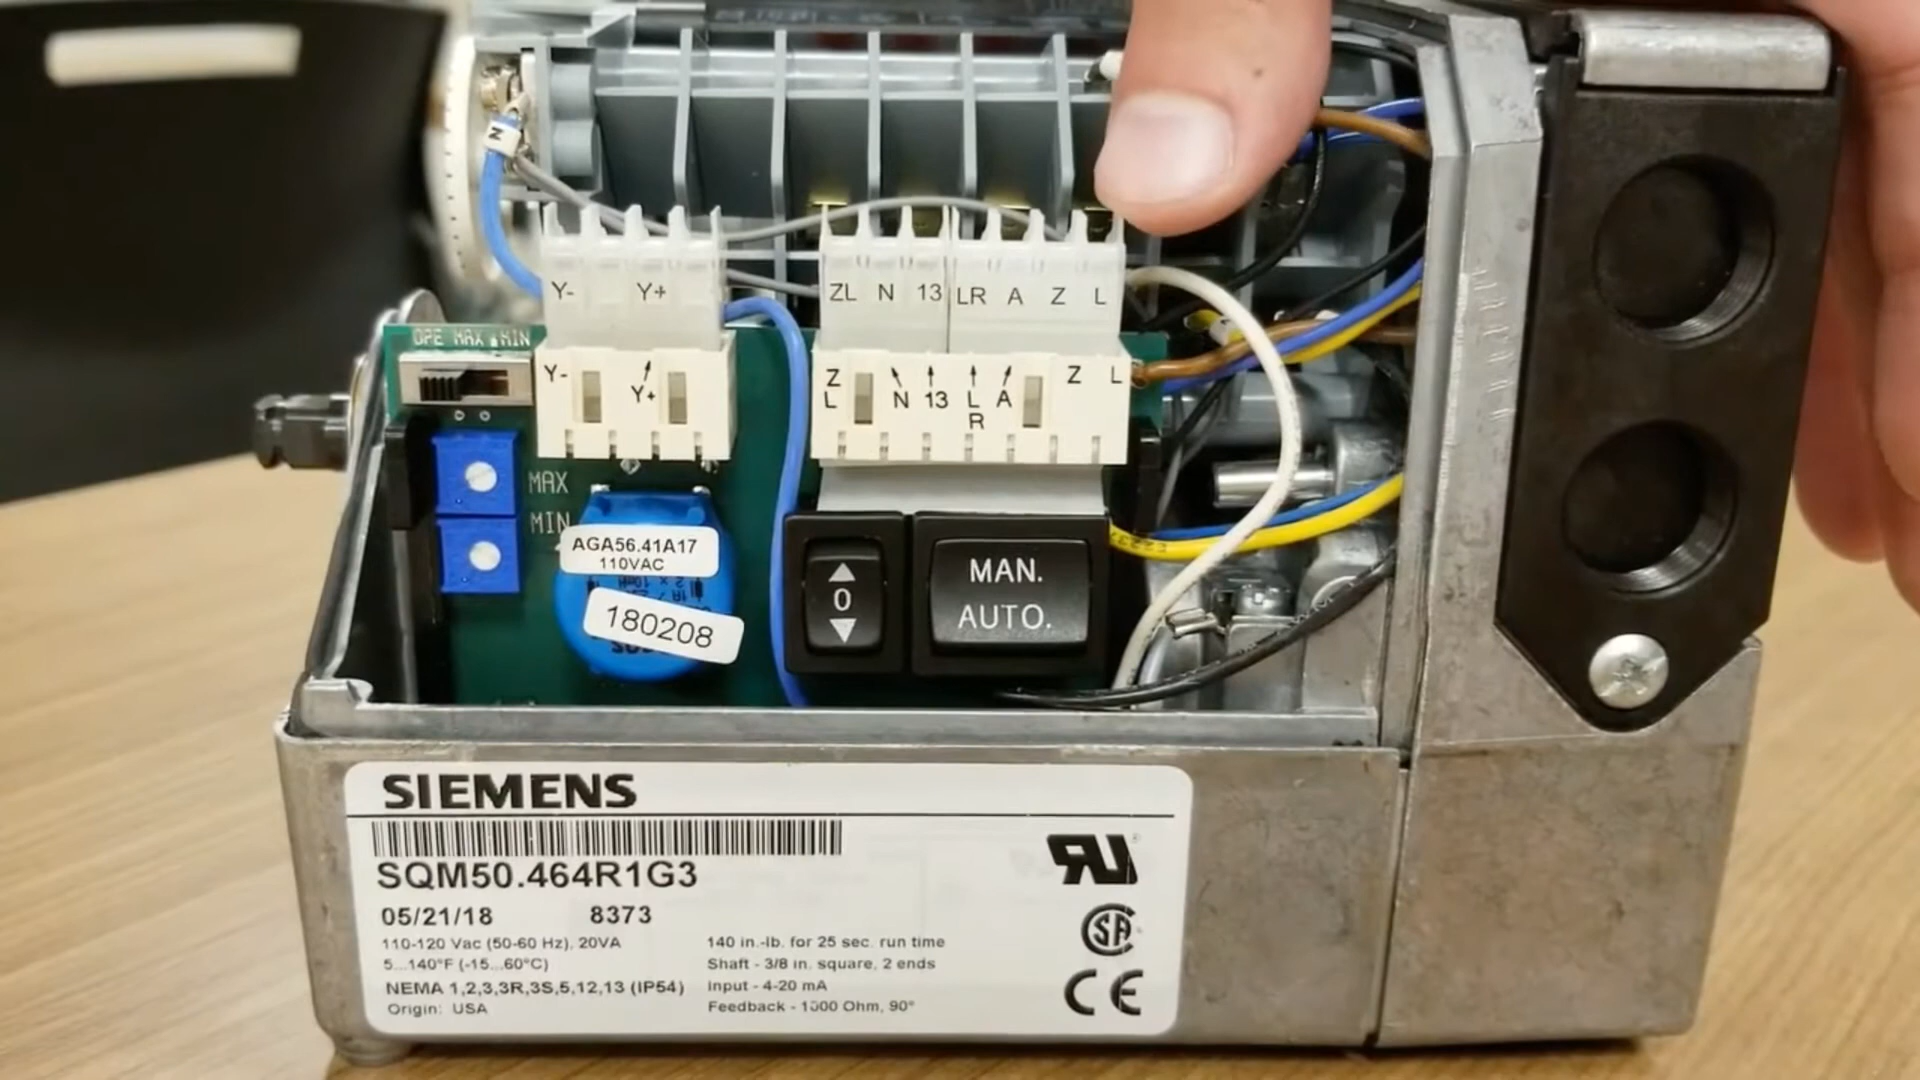 N
Y- Y+
ZL N 13 LR A Z L
OPE MAX MIN
Y- Y+
Z L N 13 L R A Z L
MAX
MIN
AGA56.41A17
110VAC
180208
0
MAN.
AUTO.
SIEMENS
SQM50.464R1G3
05/21/18 8373
110-120 Vac (50-60 Hz), 20VA
5...140°F (-15...60°C)
NEMA 1,2,3,3R,3S,5,12,13 (IP54)
Origin: USA
140 in.-lb. for 25 sec. run time
Shaft - 3/8 in. square, 2 ends
Input - 4-20 mA
Feedback - 1000 Ohm, 90°
SA
CE